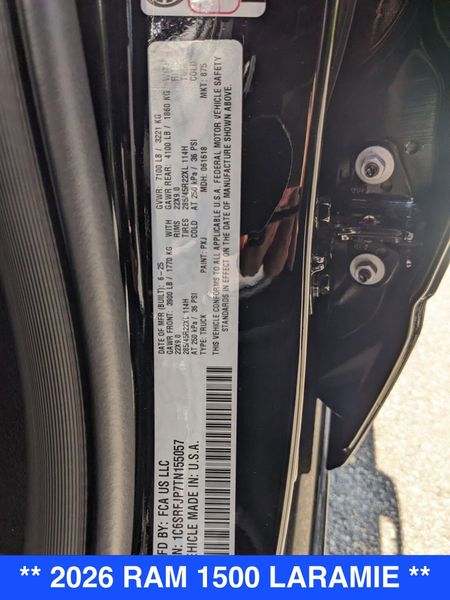 MFD BY: FCA US LLC
DATE OF MFR (BUILT): 6-25
GVWR: 7100 LB / 3221 KG
GAWR FRONT: 3900 LB / 1770 KG
GAWR REAR: 4100 LB / 1860 KG
WITH
22X9.0
RIMS
22X9.0
285/45R22XL 114H
TIRES
285/45R22XL 114H
AT 250 kPa / 36 PSI
COLD
AT 250 kPa / 36 PSI
COLD
THIS VEHICLE CONFORMS TO ALL APPLICABLE U.S.A. FEDERAL MOTOR VEHICLE SAFETY
STANDARDS IN EFFECT ON THE DATE OF MANUFACTURE SHOWN ABOVE.
1C6SRFJP7TN155057
TYPE: TRUCK
PAINT: PXJ
MDH: 061618
MKT: 875
VEHICLE MADE IN: U.S.A.
** 2026 RAM 1500 LARAMIE **